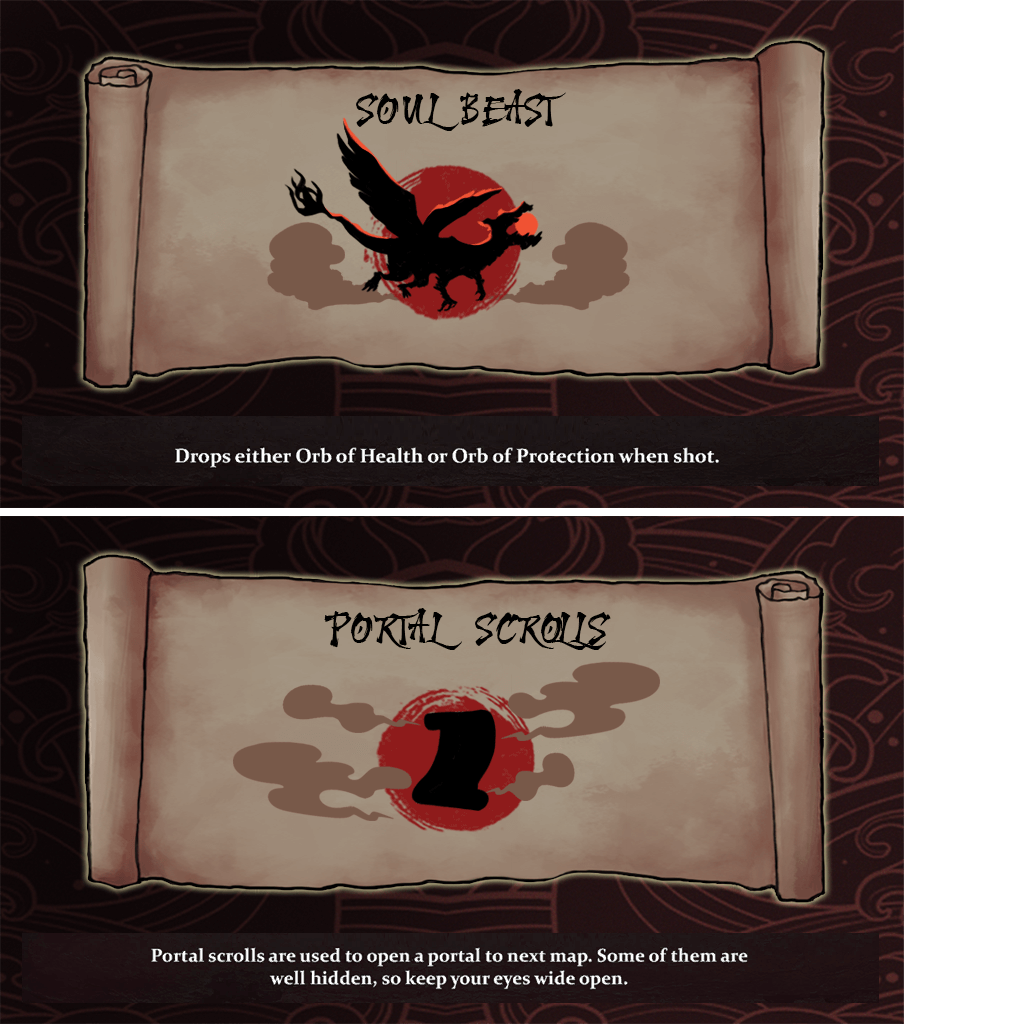 SOUL BEAST
Drops either Orb of Health or Orb of Protection when shot.
PORTAL SCROLLS
Portal scrolls are used to open a portal to next map. Some of them are
well hidden, so keep your eyes wide open.